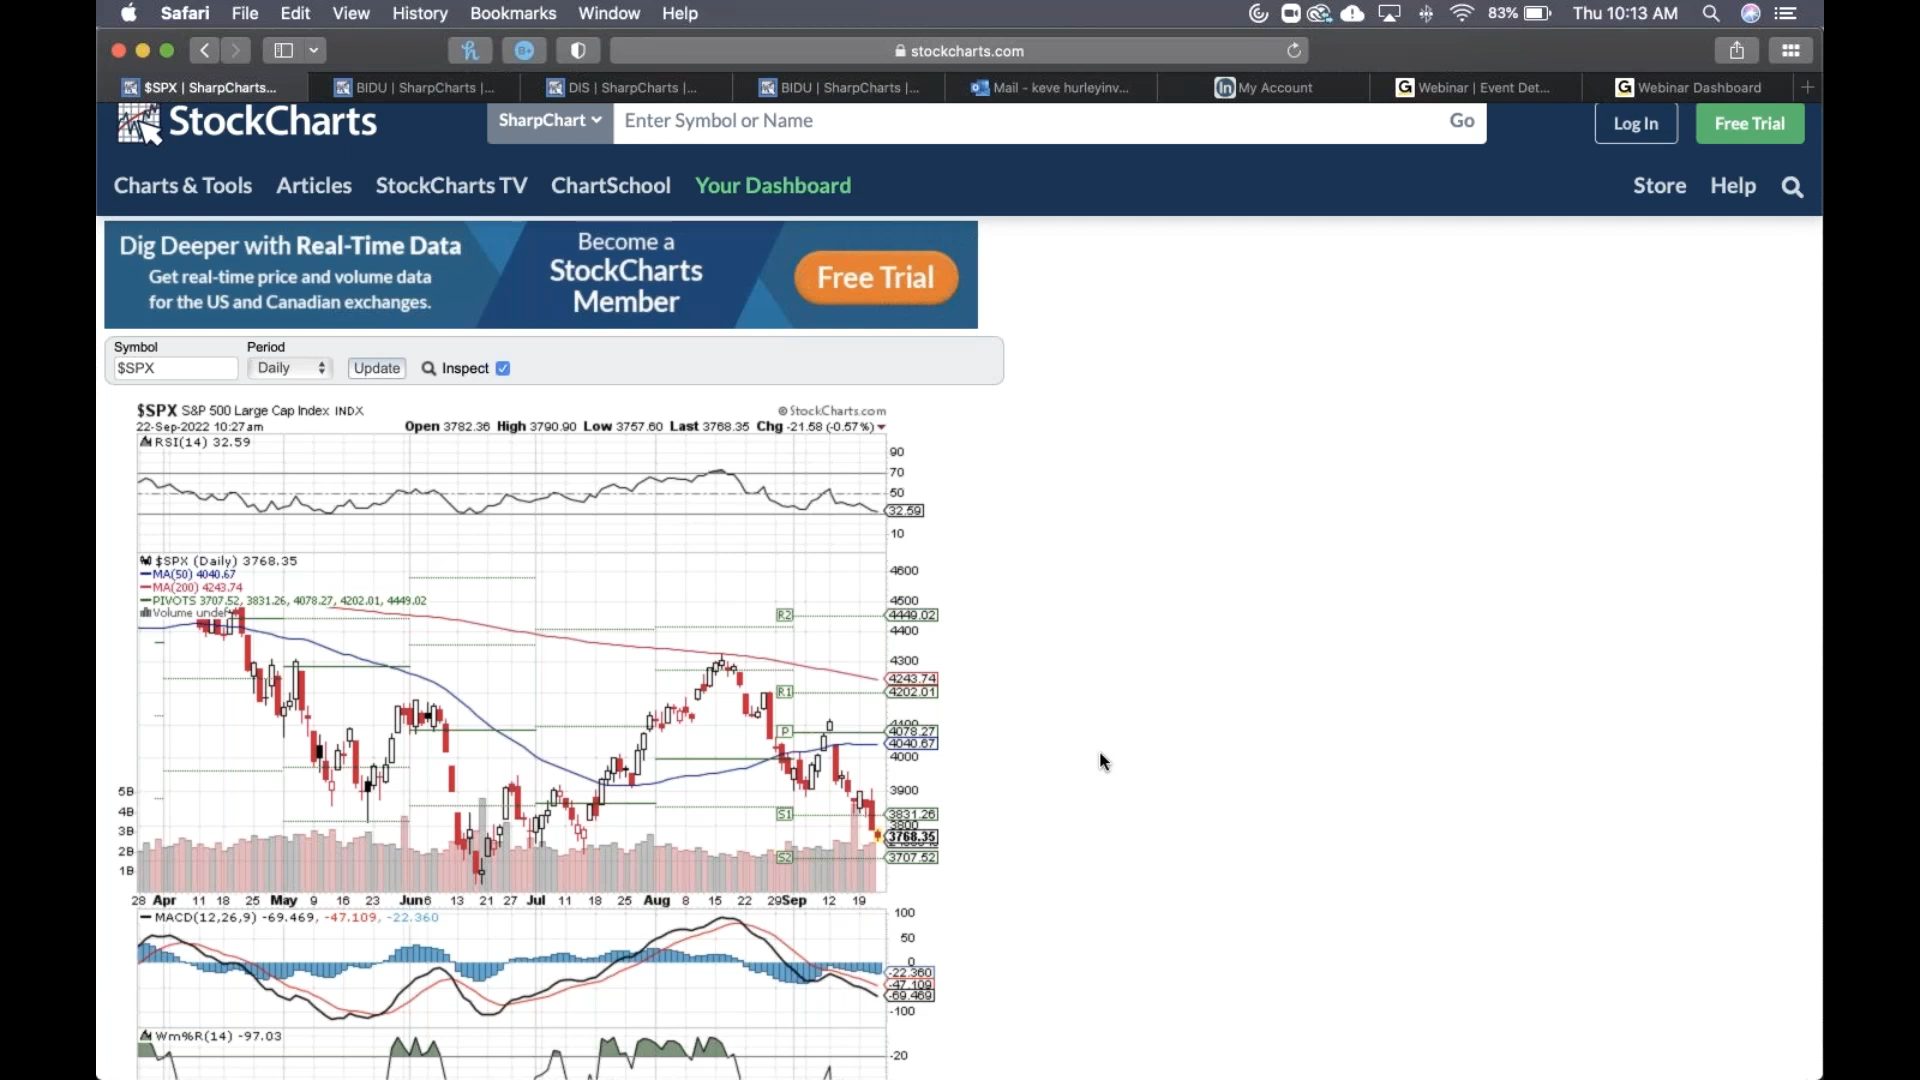 Safari File Edit View History Bookmarks Window Help 83% Thu 10:13 AM
stockcharts.com
$SPX | SharpCharts... BIDU | SharpCharts |... DIS | SharpCharts |... BIDU | SharpCharts |... Mail - keve hurleyinv... My Account Webinar | Event Det... Webinar Dashboard
StockCharts SharpChart Enter Symbol or Name Go Log In Free Trial
Charts & Tools Articles StockCharts TV ChartSchool Your Dashboard Store Help
Dig Deeper with Real-Time Data
Get real-time price and volume data
for the US and Canadian exchanges.
Become a
StockCharts
Member
Free Trial
Symbol Period
$SPX Daily Update Inspect
$SPX S&P 500 Large Cap Index INDX © StockCharts.com
22-Sep-2022 10:27am Open 3782.36 High 3790.90 Low 3757.60 Last 3768.35 Chg -21.58 (-0.57%)
RSI(14) 32.59
90
70
50
32.59
10
$SPX (Daily) 3768.35
MA(50) 4040.67
MA(200) 4243.74
PIVOTS 3707.52, 3831.26, 4078.27, 4202.01, 4449.02
Volume undef
4600
4500
R2 4449.02
4400
4300
4243.74
R1 4202.01
4100
P 4078.27
4040.67
4000
5B 3900
4B S1 3831.26
3B 3800
3768.35
2B S2 3707.52
1B
28 Apr 11 18 25 May 9 16 23 Jun 6 13 21 27 Jul 11 18 25 Aug 8 15 22 29 Sep 12 19
MACD(12,26,9) -69.469, -47.109, -22.360
100
50
0
-22.360
-47.109
-69.469
-100
Wm%R(14) -97.03
-20